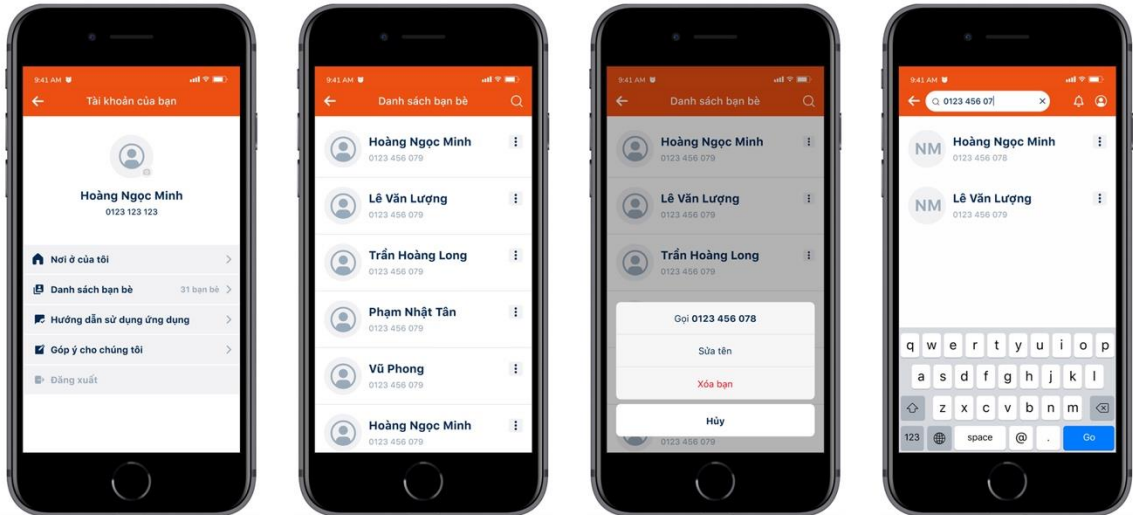 9:41 AM
Tài khoản của bạn
Hoàng Ngọc Minh
0123 123 123
Nơi ở của tôi
Danh sách bạn bè 31 bạn bè
Hướng dẫn sử dụng ứng dụng
Góp ý cho chúng tôi
Đăng xuất
9:41 AM
Danh sách bạn bè
Hoàng Ngọc Minh
0123 456 079
Lê Văn Lượng
0123 456 079
Trần Hoàng Long
0123 456 079
Phạm Nhật Tân
0123 456 079
Vũ Phong
0123 456 079
Hoàng Ngọc Minh
0123 456 079
9:41 AM
Danh sách bạn bè
Hoàng Ngọc Minh
0123 456 079
Lê Văn Lượng
0123 456 079
Trần Hoàng Long
0123 456 079
Gọi 0123 456 078
Sửa tên
Xóa bạn
Hủy
0123 456 079
9:41 AM
0123 456 07
NM Hoàng Ngọc Minh
0123 456 078
NM Lê Văn Lượng
0123 456 079
q w e r t y u i o p
a s d f g h j k l
z x c v b n m
123 space @ . Go